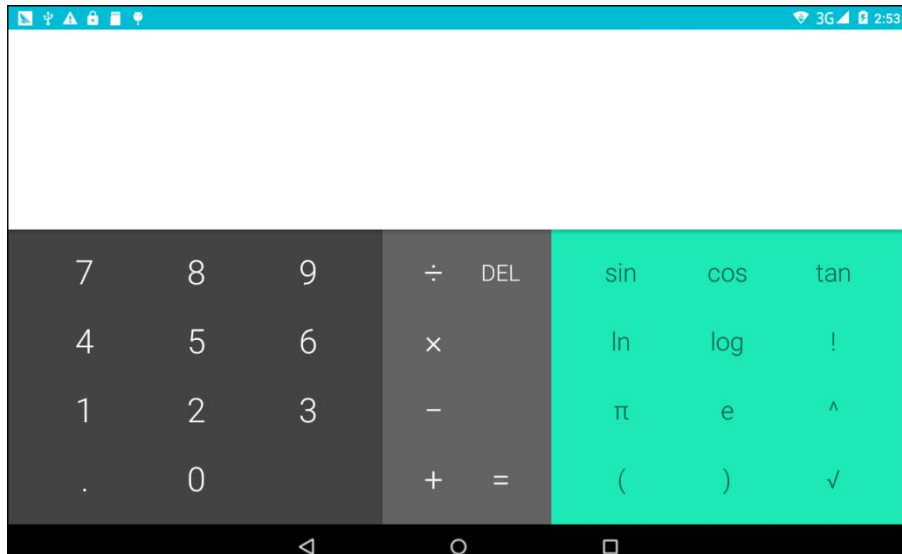 3G 2:53
7 8 9 ÷ DEL sin cos tan
4 5 6 × ln log !
1 2 3 − π e ^
. 0 + = ( ) √